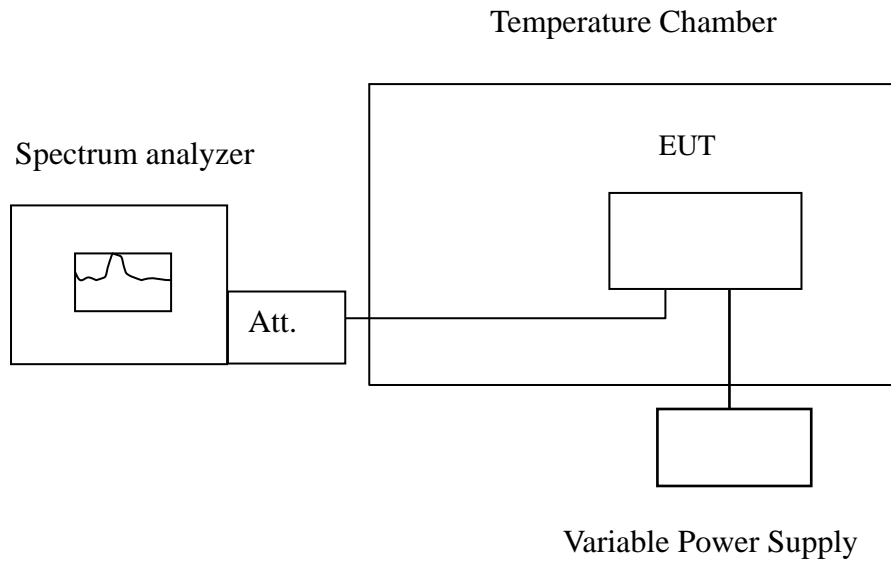 Temperature Chamber
Spectrum analyzer
EUT
Att.
Variable Power Supply